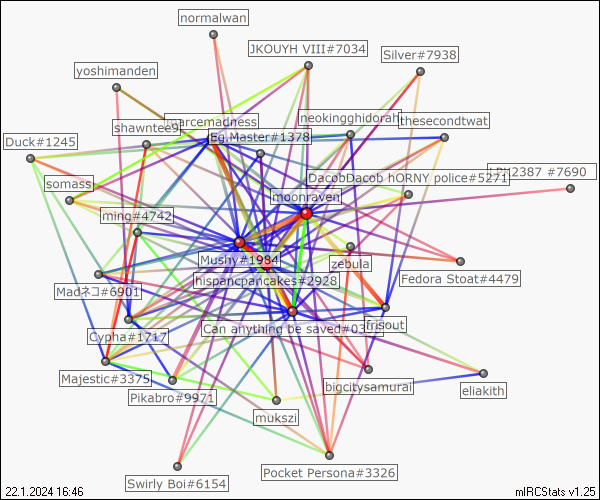 normalwan
JKOUYH VIII#7034
Silver#7938
yoshimanden
marcemadness
neokingghidorah
thesecondtwat
shawntee9
Eg.Master#1378
Duck#1245
#7690
DacobDacob hORNY police#5271
somass
moonraven
ming#4742
Mushy#1984
zebula
Fedora Stoat#4479
hispancpancakes#2928
Madネコ#6901
Can anything be saved#03
frisout
Cypha#1717
Majestic#3375
bigcitysamurai
eliakith
Pikabro#9971
mukszi
Pocket Persona#3326
Swirly Boi#6154
22.1.2024 16:46
mIRCStats v1.25